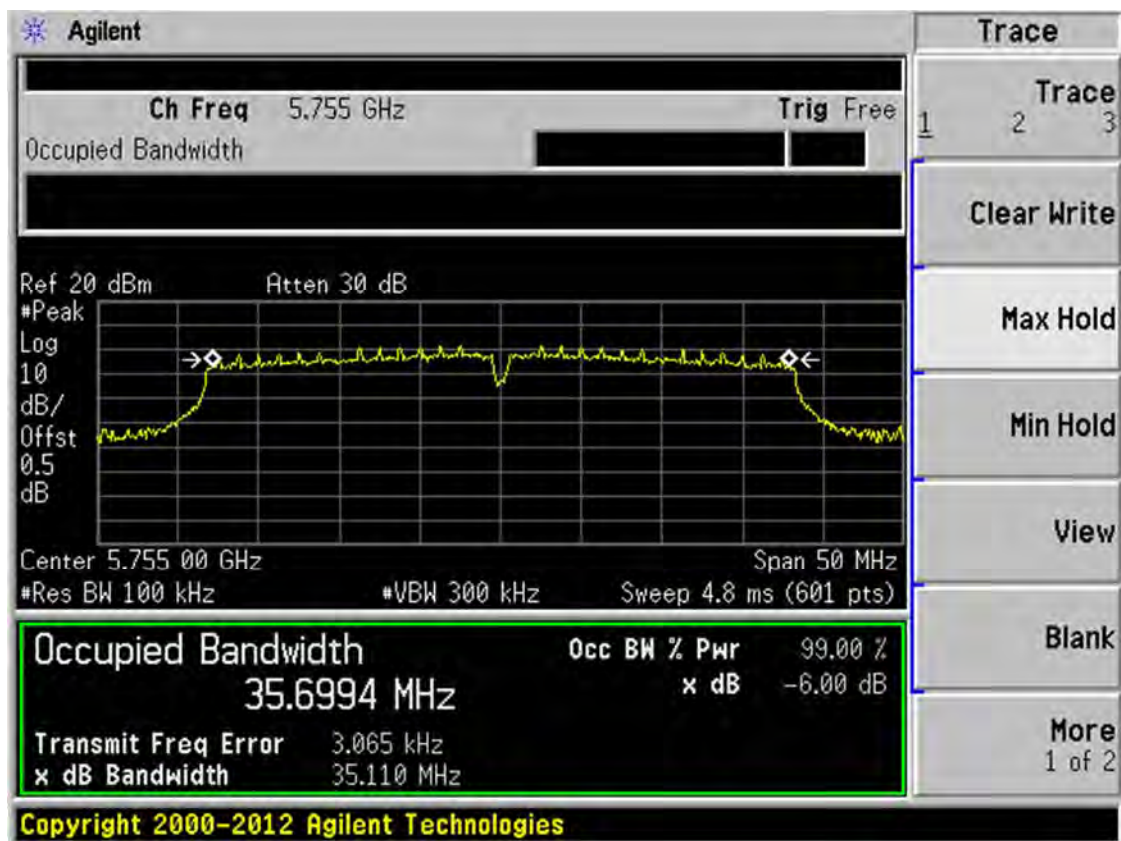 Agilent
Trace
Ch Freq 5.755 GHz Trig Free
Occupied Bandwidth
Trace
1 2 3
Clear Write
Ref 20 dBm Atten 30 dB
#Peak
Log
10
dB/
Offst
0.5
dB
Max Hold
Min Hold
View
Center 5.755 00 GHz Span 50 MHz
#Res BW 100 kHz #VBW 300 kHz Sweep 4.8 ms (601 pts)
Occupied Bandwidth Occ BW % Pwr 99.00 %
35.6994 MHz x dB -6.00 dB
Transmit Freq Error 3.065 kHz
x dB Bandwidth 35.110 MHz
Blank
More
1 of 2
Copyright 2000-2012 Agilent Technologies